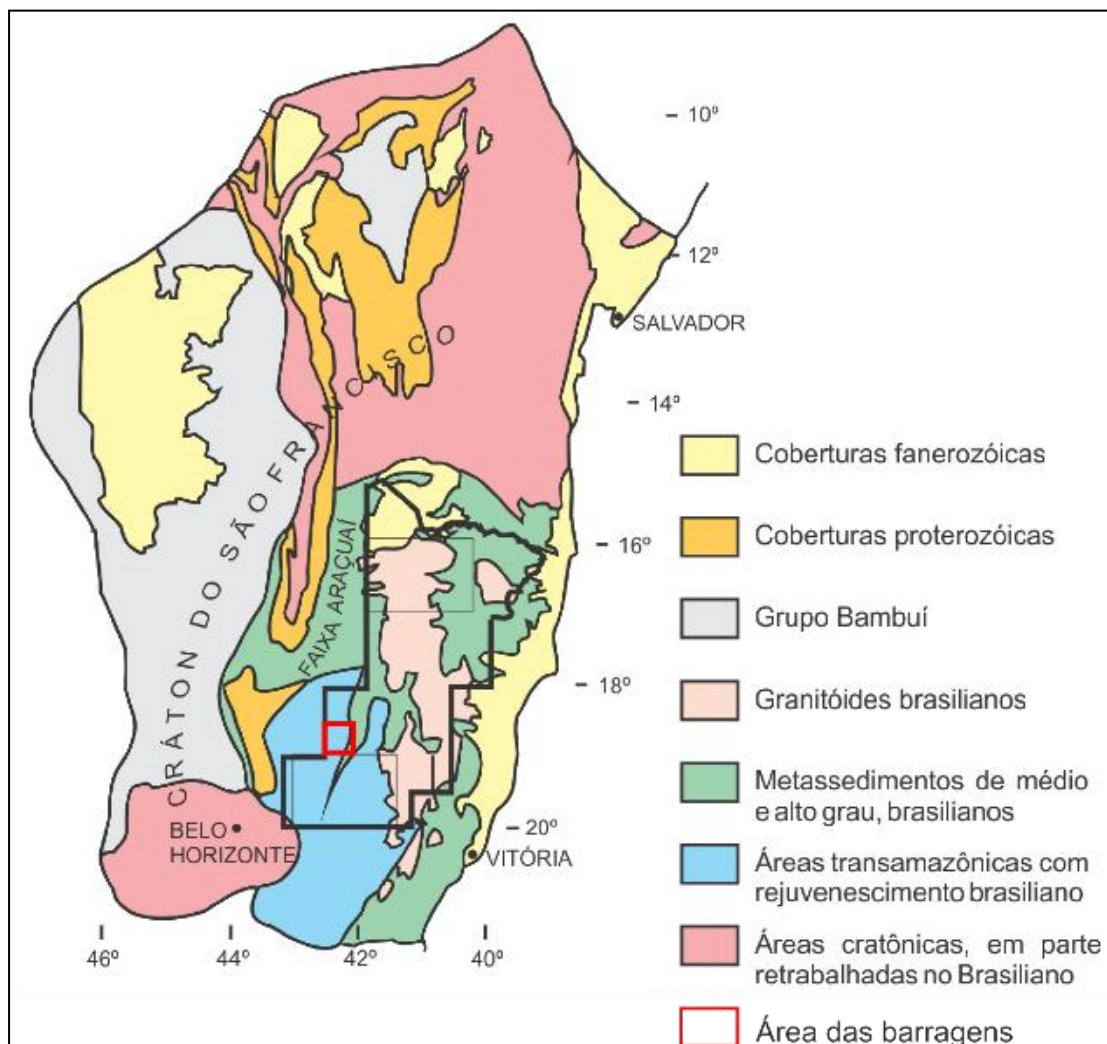 10º
12º
SALVADOR
14º
CRÁTON DO SÃO FRANCISCO
Coberturas fanerozóicas
Coberturas proterozóicas
16º
FAIXA ARAÇUAÍ
Grupo Bambuí
18º
Granitóides brasilianos
Metassedimentos de médio
e alto grau, brasilianos
20º
BELO
HORIZONTE
VITÓRIA
Áreas transamazônicas com
rejuvenescimento brasiliano
46º 44º 42º 40º
Áreas cratônicas, em parte
retrabalhadas no Brasiliano
Área das barragens